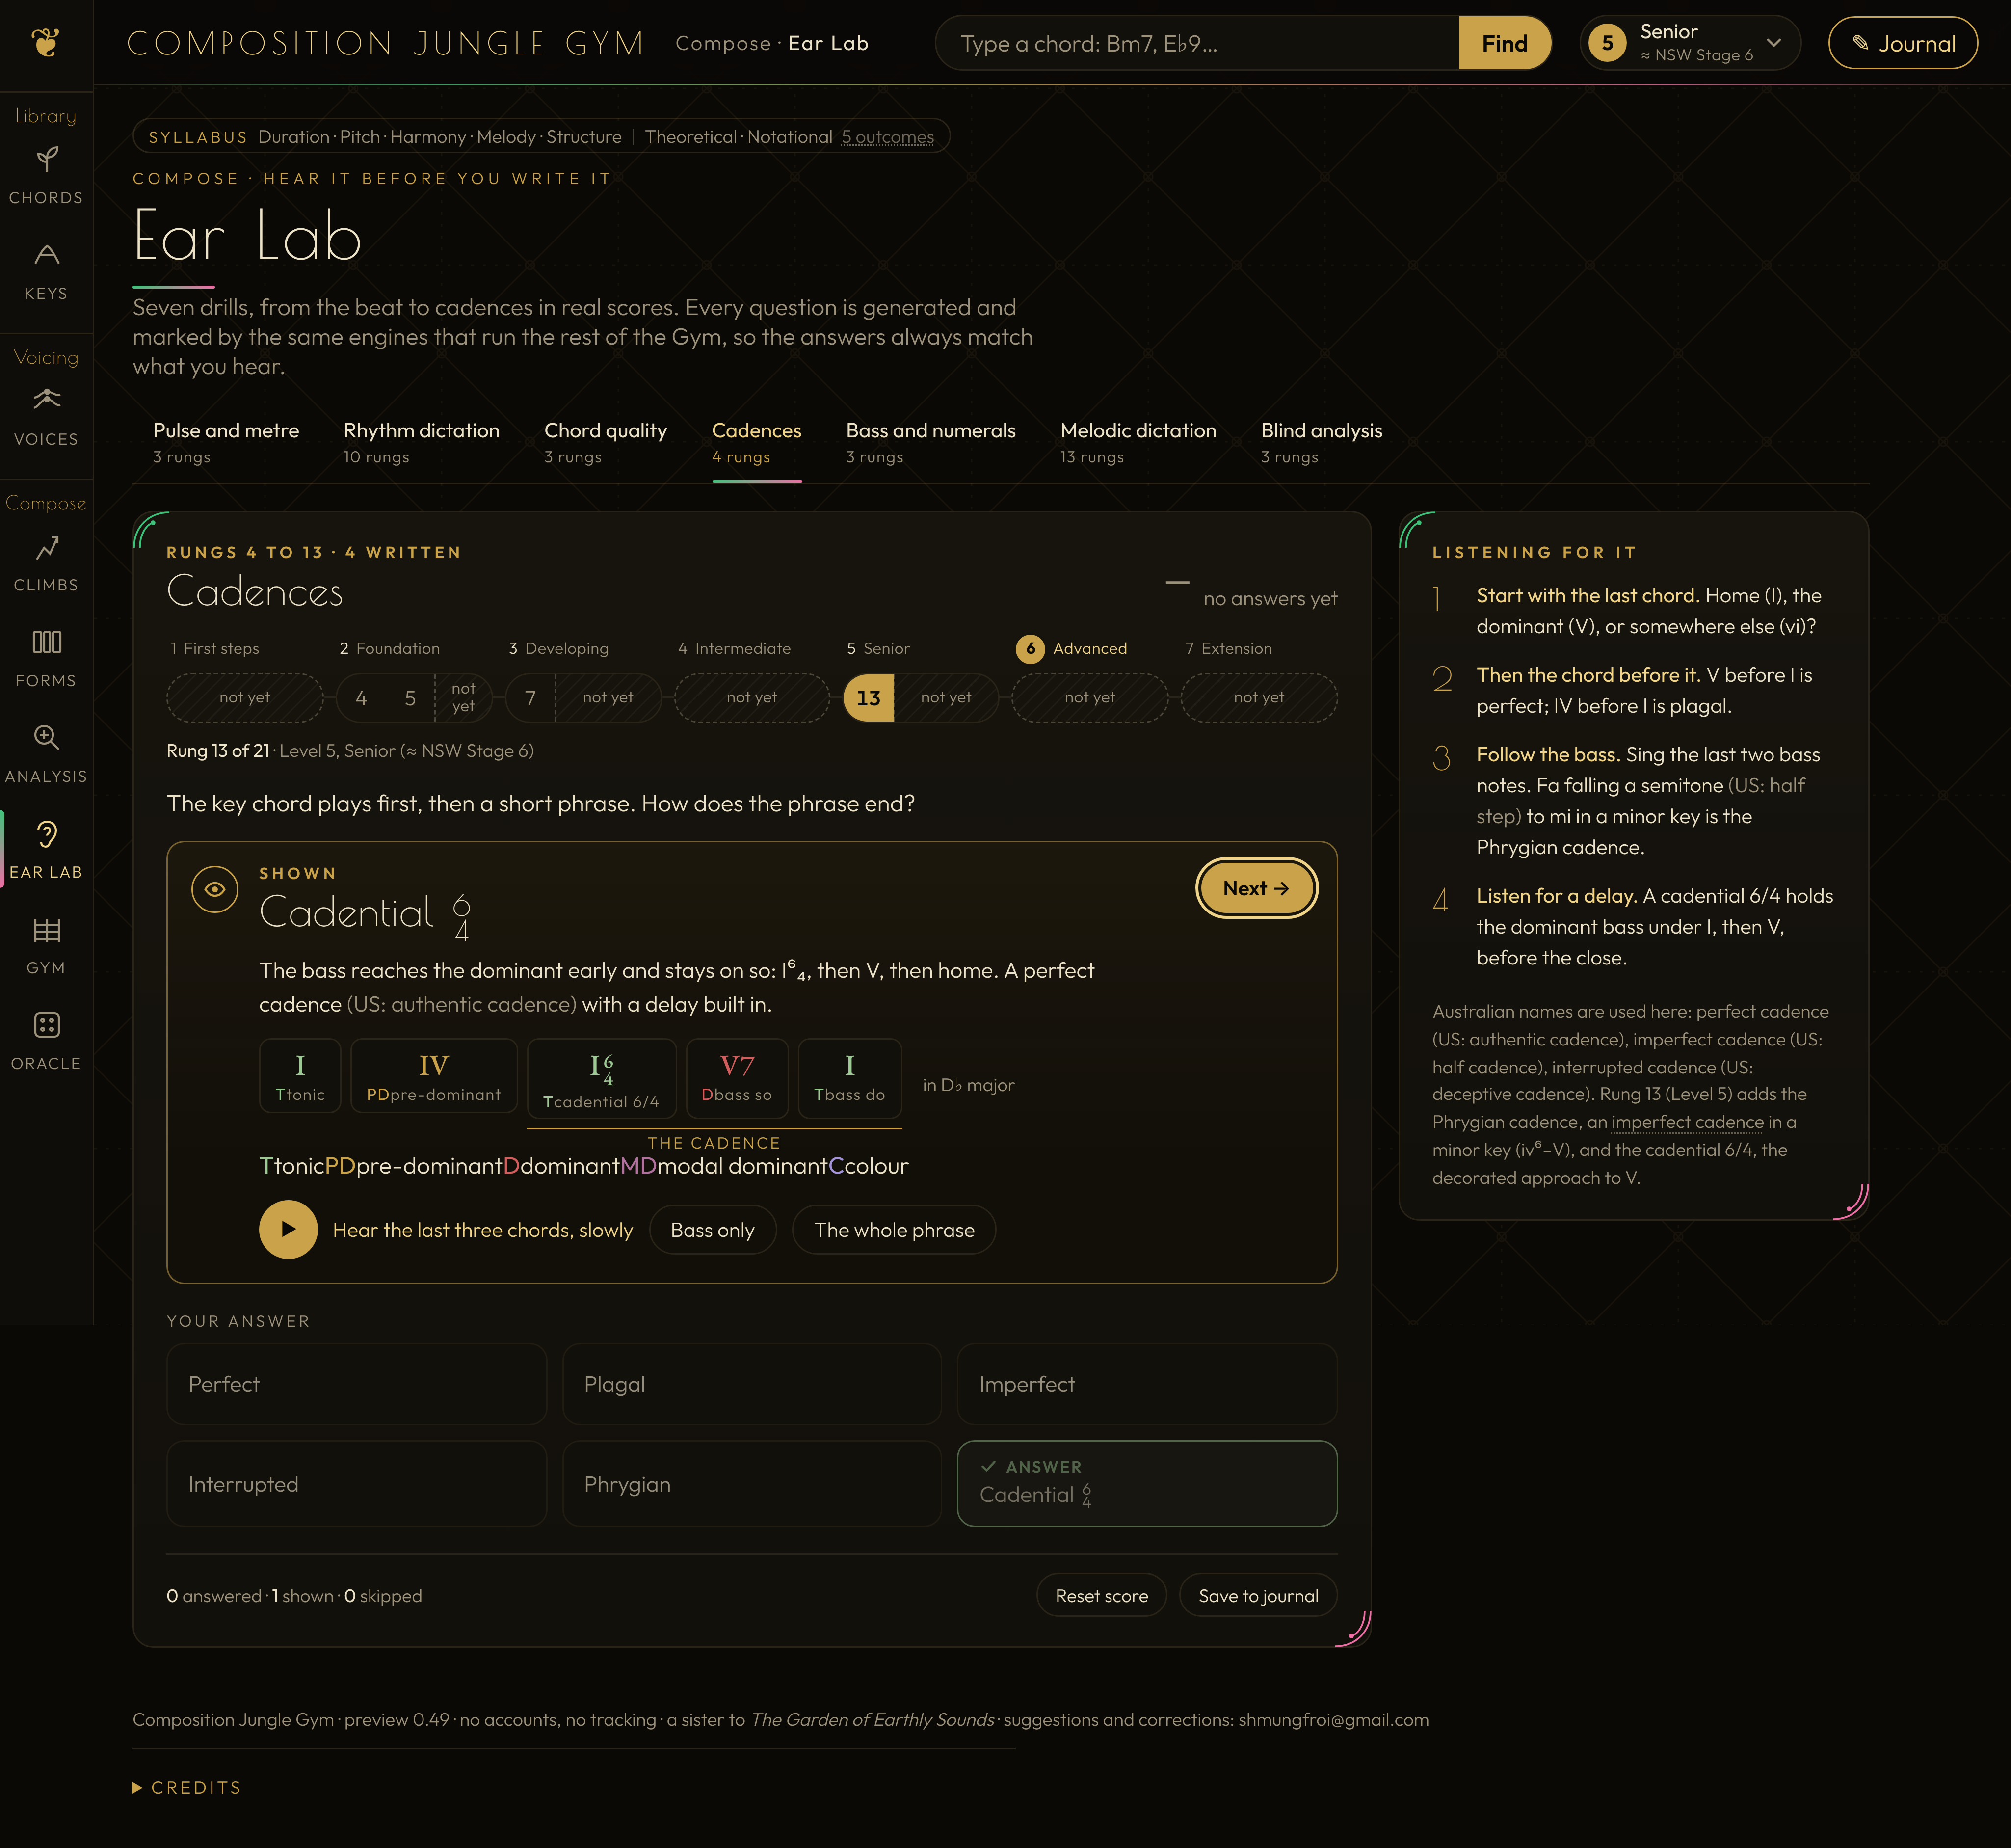 COMPOSITION JUNGLE GYM
Compose · Ear Lab
Type a chord: Bm7, E♭9...
Find
5
Senior
≈ NSW Stage 6
✎ Journal
Library
CHORDS
KEYS
Voicing
VOICES
Compose
CLIMBS
FORMS
ANALYSIS
EAR LAB
GYM
ORACLE
SYLLABUS Duration · Pitch · Harmony · Melody · Structure | Theoretical · Notational 5 outcomes
COMPOSE · HEAR IT BEFORE YOU WRITE IT
Ear Lab
Seven drills, from the beat to cadences in real scores. Every question is generated and
marked by the same engines that run the rest of the Gym, so the answers always match
what you hear.
Pulse and metre
3 rungs
Rhythm dictation
10 rungs
Chord quality
3 rungs
Cadences
4 rungs
Bass and numerals
3 rungs
Melodic dictation
13 rungs
Blind analysis
3 rungs
RUNGS 4 TO 13 · 4 WRITTEN
Cadences
— no answers yet
1 First steps
2 Foundation
3 Developing
4 Intermediate
5 Senior
6 Advanced
7 Extension
not yet
4 5 not yet
7 not yet
not yet
13 not yet
not yet
not yet
Rung 13 of 21 · Level 5, Senior (≈ NSW Stage 6)
The key chord plays first, then a short phrase. How does the phrase end?
SHOWN
Cadential 6 4
Next →
The bass reaches the dominant early and stays on so: I⁶₄, then V, then home. A perfect
cadence (US: authentic cadence) with a delay built in.
I
Ttonic
IV
PDpre-dominant
I 6 4
Tcadential 6/4
V7
Dbass so
I
Tbass do
in D♭ major
THE CADENCE
TtonicPDpre-dominantDdominantMDmodal dominantCcolour
Hear the last three chords, slowly
Bass only
The whole phrase
YOUR ANSWER
Perfect
Plagal
Imperfect
Interrupted
Phrygian
✓ ANSWER
Cadential 6 4
0 answered · 1 shown · 0 skipped
Reset score
Save to journal
LISTENING FOR IT
1 Start with the last chord. Home (I), the
dominant (V), or somewhere else (vi)?
2 Then the chord before it. V before I is
perfect; IV before I is plagal.
3 Follow the bass. Sing the last two bass
notes. Fa falling a semitone (US: half
step) to mi in a minor key is the
Phrygian cadence.
4 Listen for a delay. A cadential 6/4 holds
the dominant bass under I, then V,
before the close.
Australian names are used here: perfect cadence
(US: authentic cadence), imperfect cadence (US:
half cadence), interrupted cadence (US:
deceptive cadence). Rung 13 (Level 5) adds the
Phrygian cadence, an imperfect cadence in a
minor key (iv⁶–V), and the cadential 6/4, the
decorated approach to V.
Composition Jungle Gym · preview 0.49 · no accounts, no tracking · a sister to The Garden of Earthly Sounds · suggestions and corrections: shmungfroi@gmail.com
▶ CREDITS